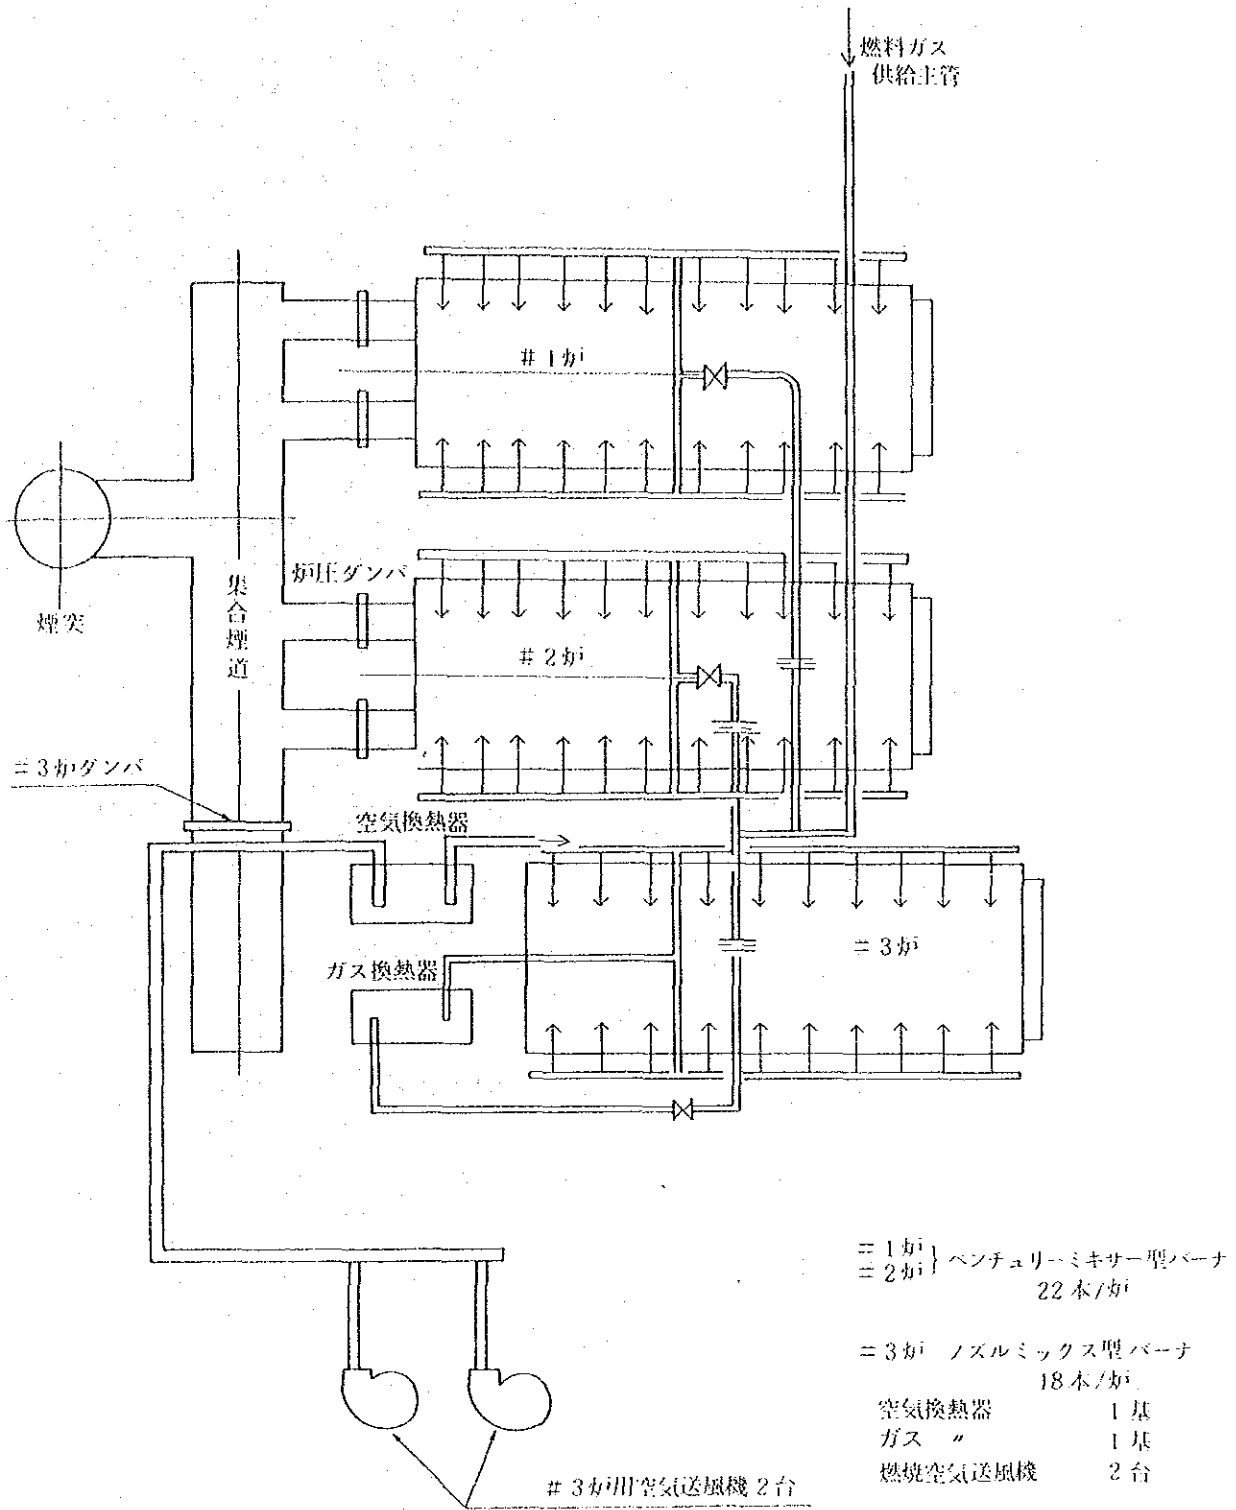 燃料ガス
供給主管
#1炉
炉圧ダンパ
煙突
集合煙道
#2炉
#3炉ダンパ
空気換熱器
#3炉
ガス換熱器
#1炉
#2炉 } ベンチュリーミキサー型バーナ
22本/炉
#3炉 ノズルミックス型バーナ
18本/炉
空気換熱器 1基
ガス 〃 1基
燃焼空気送風機 2台
#3炉用空気送風機2台